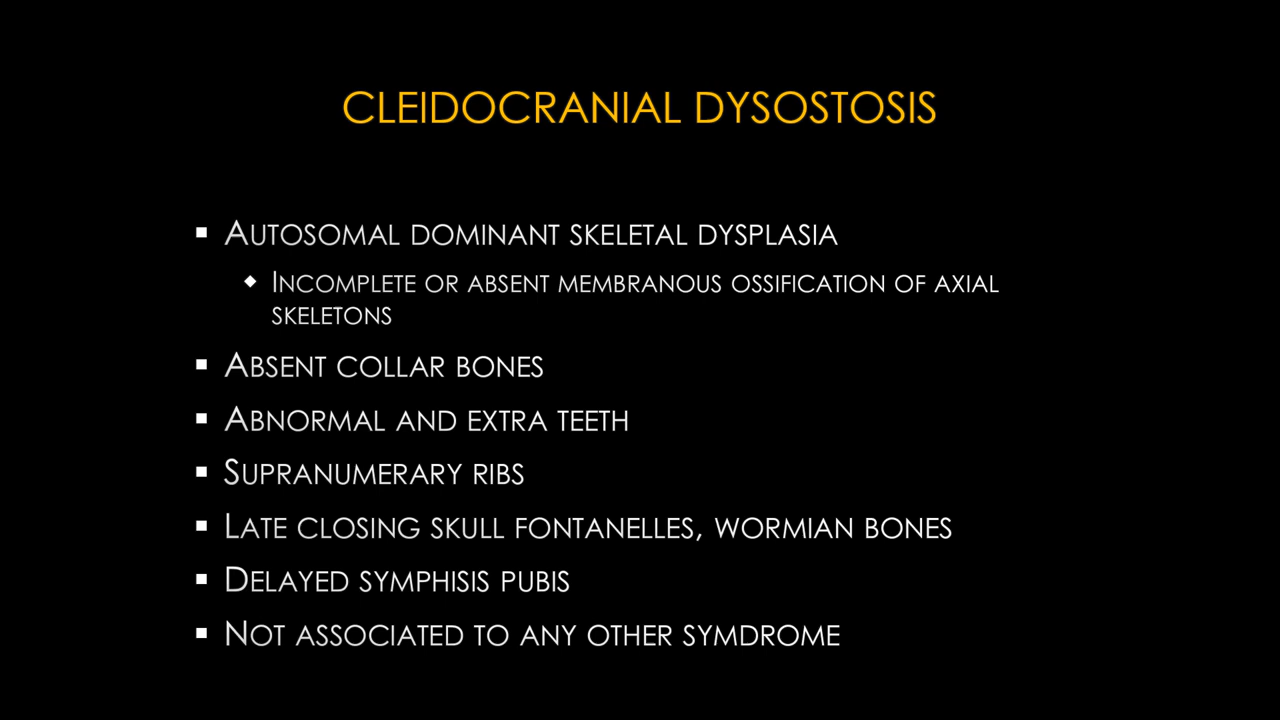 CLEIDOCRANIAL DYSOSTOSIS
▪ AUTOSOMAL DOMINANT SKELETAL DYSPLASIA
◆ INCOMPLETE OR ABSENT MEMBRANOUS OSSIFICATION OF AXIAL
SKELETONS
▪ ABSENT COLLAR BONES
▪ ABNORMAL AND EXTRA TEETH
▪ SUPRANUMERARY RIBS
▪ LATE CLOSING SKULL FONTANELLES, WORMIAN BONES
▪ DELAYED SYMPHISIS PUBIS
▪ NOT ASSOCIATED TO ANY OTHER SYMDROME